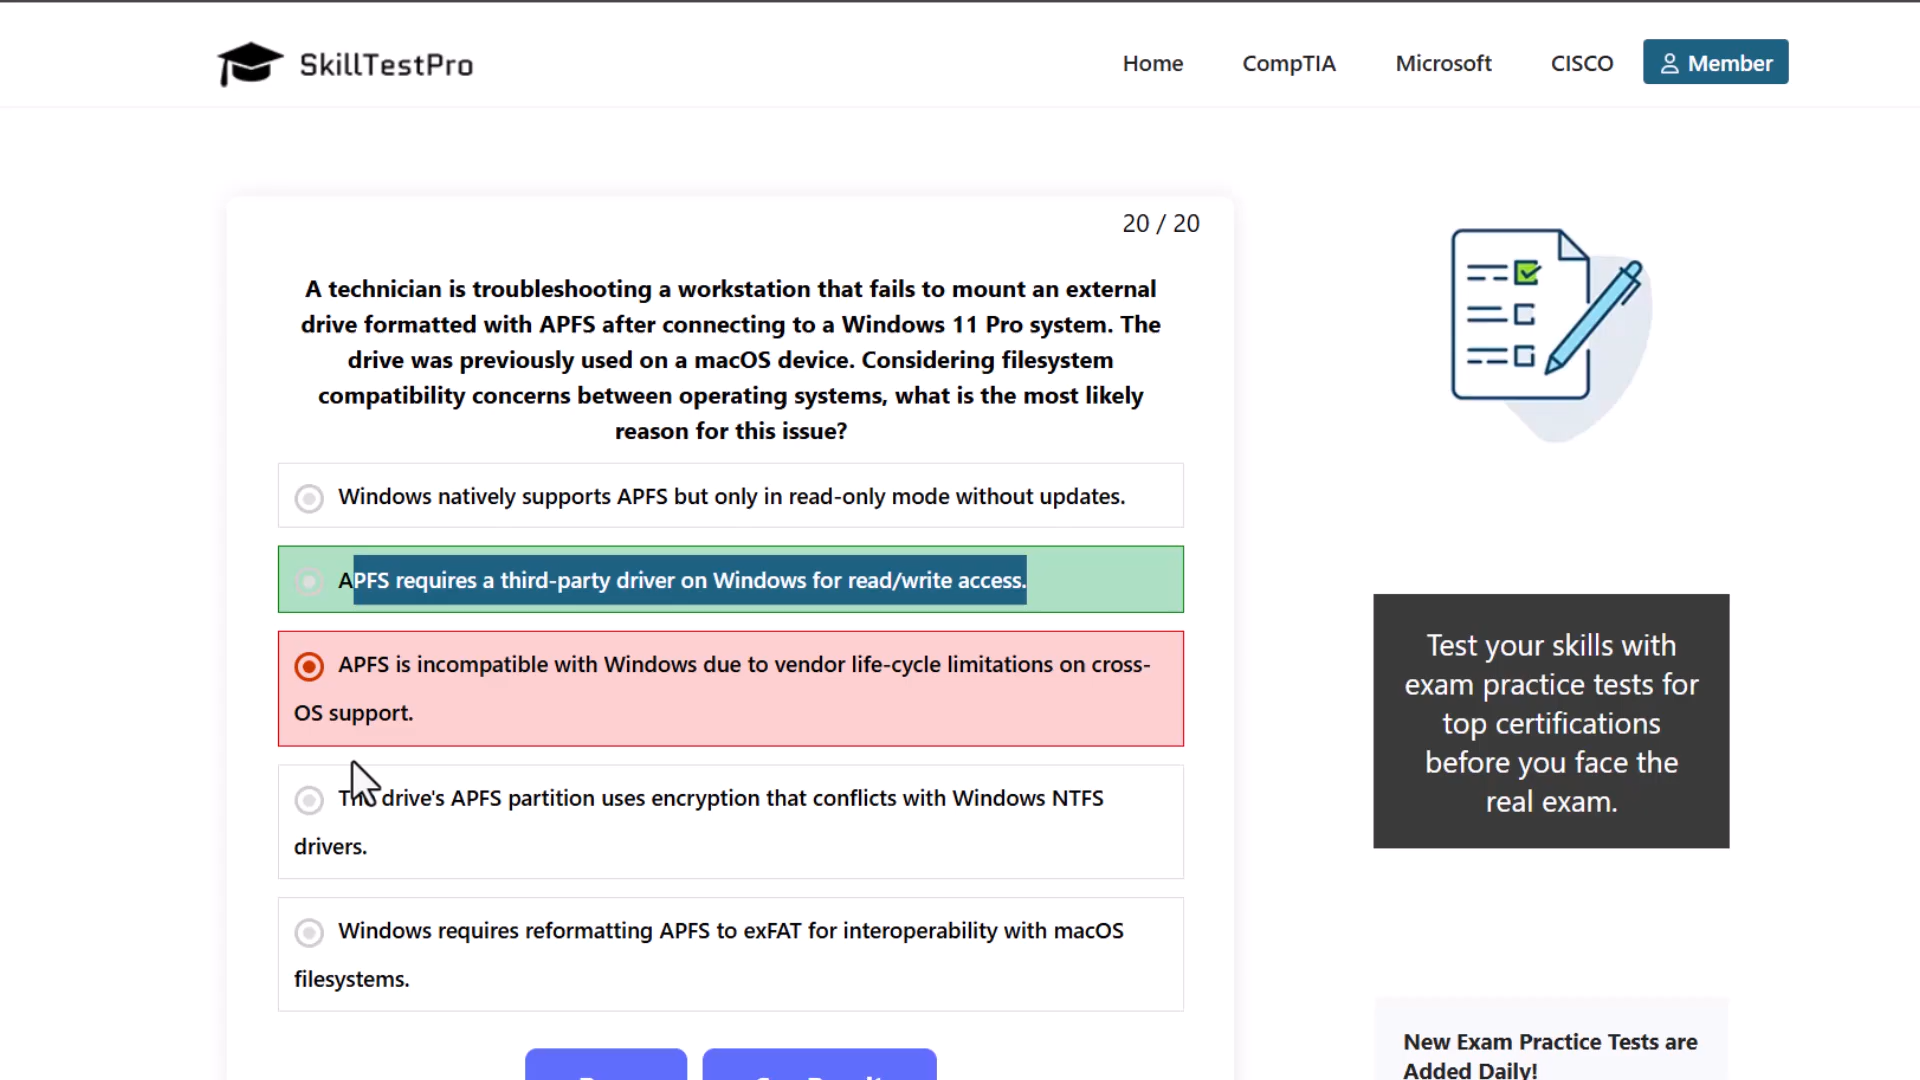 SkillTestPro
Home
CompTIA
Microsoft
CISCO
Member
20 / 20
A technician is troubleshooting a workstation that fails to mount an external
drive formatted with APFS after connecting to a Windows 11 Pro system. The
drive was previously used on a macOS device. Considering filesystem
compatibility concerns between operating systems, what is the most likely
reason for this issue?
Windows natively supports APFS but only in read-only mode without updates.
APFS requires a third-party driver on Windows for read/write access.
APFS is incompatible with Windows due to vendor life-cycle limitations on cross-
OS support.
The drive's APFS partition uses encryption that conflicts with Windows NTFS
drivers.
Windows requires reformatting APFS to exFAT for interoperability with macOS
filesystems.
Test your skills with
exam practice tests for
top certifications
before you face the
real exam.
New Exam Practice Tests are
Added Daily!